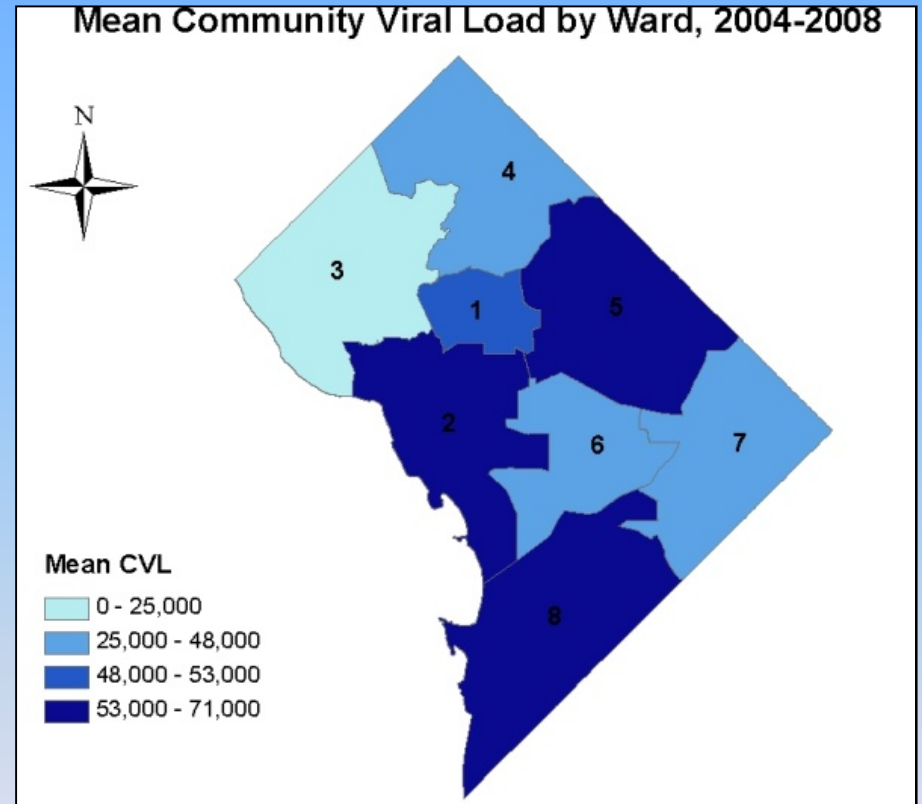 Mean Community Viral Load by Ward, 2004-2008
N
4
3
1
5
2
6
7
8
Mean CVL
0 - 25,000
25,000 - 48,000
48,000 - 53,000
53,000 - 71,000